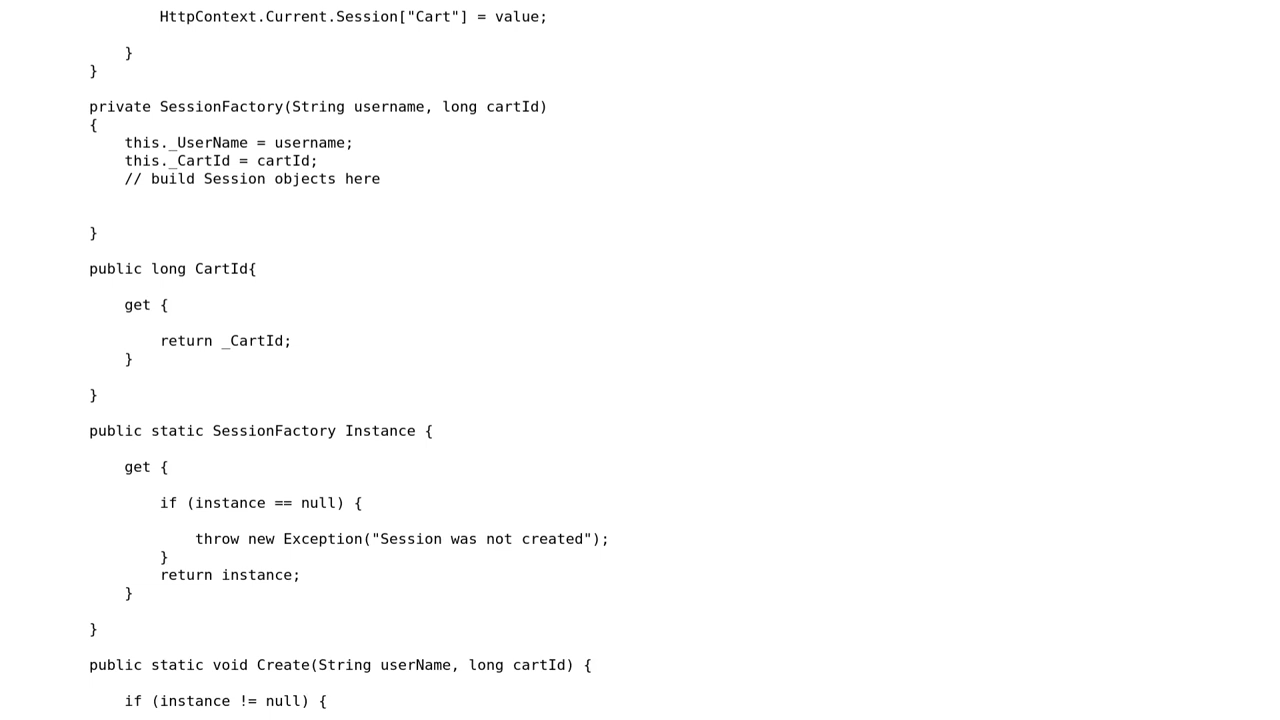 HttpContext.Current.Session["Cart"] = value;
}
}
private SessionFactory(String username, long cartId)
{
this._UserName = username;
this._CartId = cartId;
// build Session objects here
}
public long CartId{
get {
return _CartId;
}
}
public static SessionFactory Instance {
get {
if (instance == null) {
throw new Exception("Session was not created");
}
return instance;
}
}
public static void Create(String userName, long cartId) {
if (instance != null) {